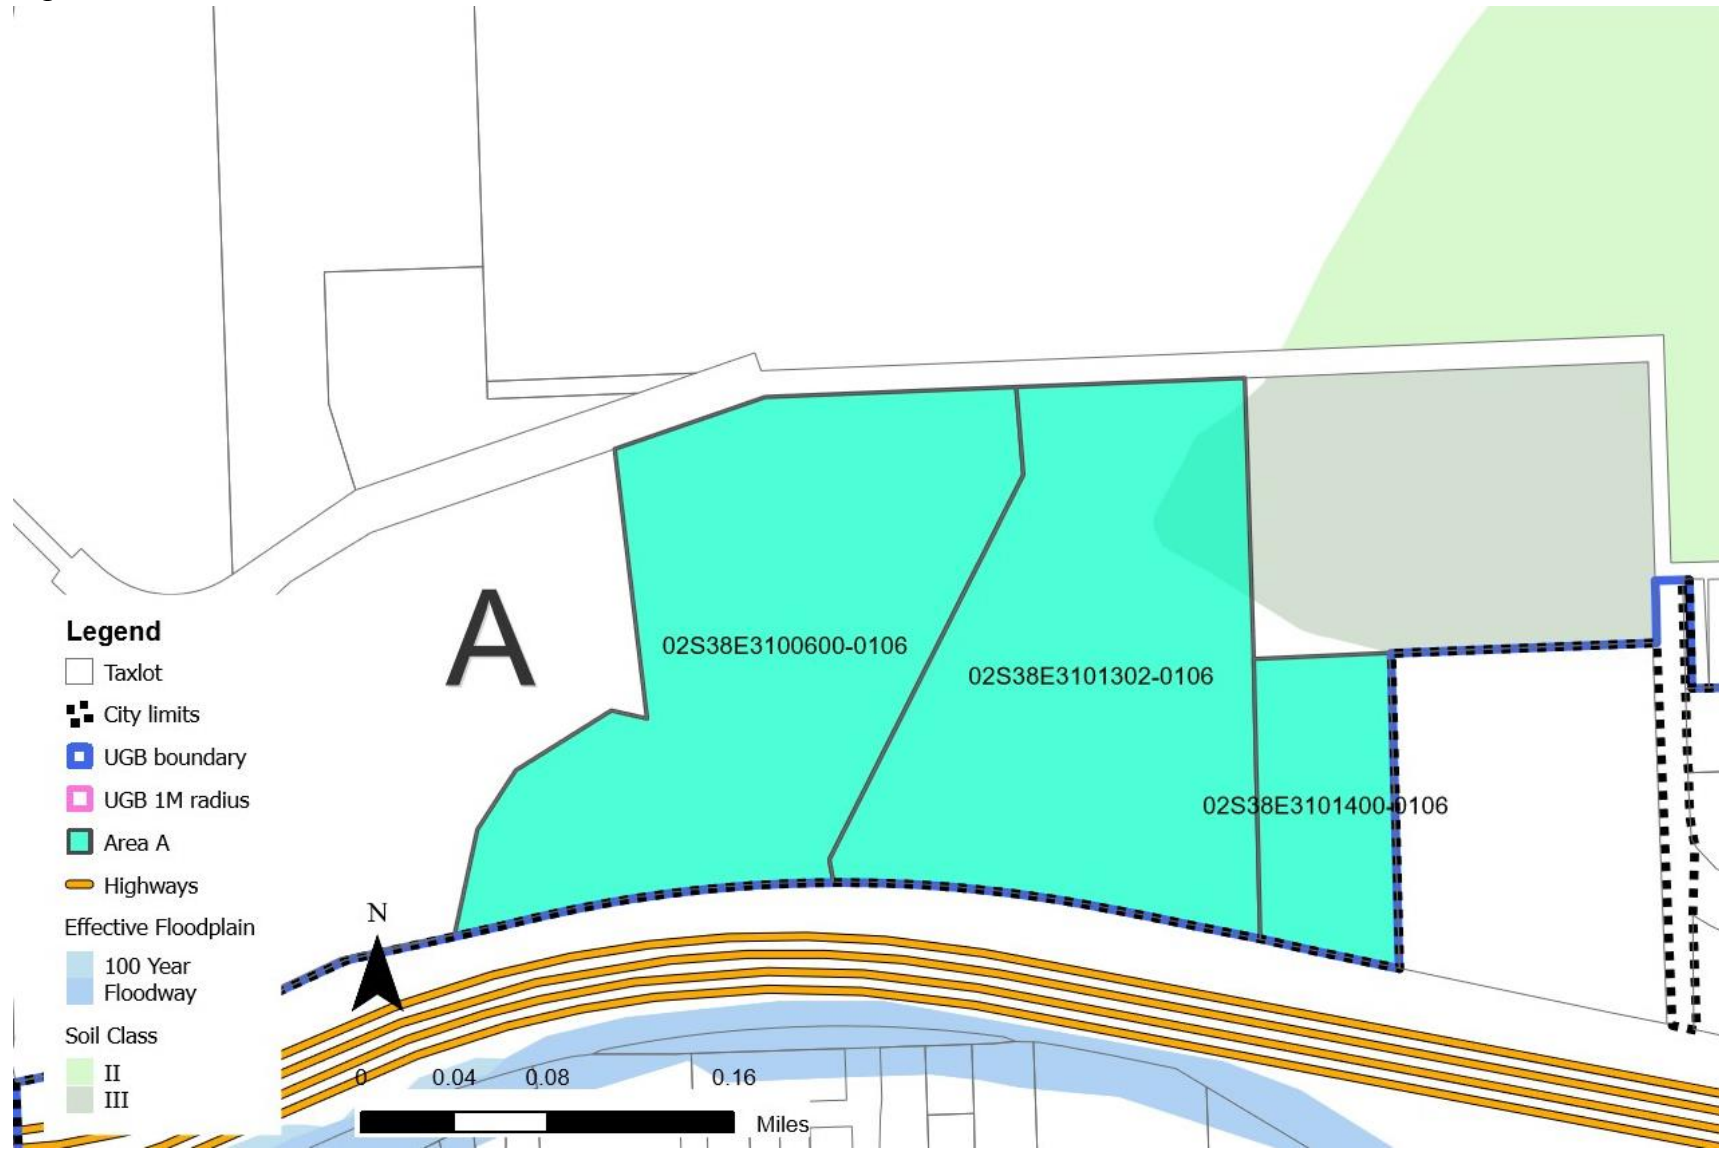 A
02S38E3100600-0106
02S38E3101302-0106
02S38E3101400-0106
Legend
Taxlot
City limits
UGB boundary
UGB 1M radius
Area A
Highways
Effective Floodplain
100 Year
Floodway
Soil Class
II
III
N
0 0.04 0.08 0.16
Miles